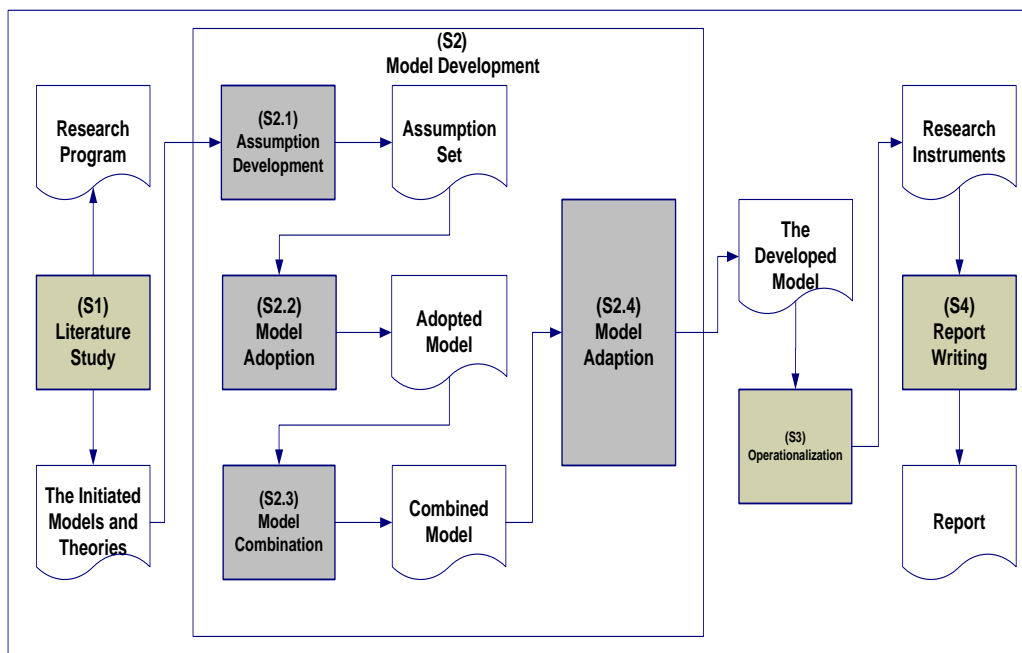 (S2)
Model Development
Research
Program
(S1)
Literature
Study
The Initiated
Models and
Theories
(S2.1)
Assumption
Development
Assumption
Set
(S2.2)
Model
Adoption
Adopted
Model
(S2.3)
Model
Combination
Combined
Model
(S2.4)
Model
Adaption
The
Developed
Model
(S3)
Operationalization
Research
Instruments
(S4)
Report
Writing
Report